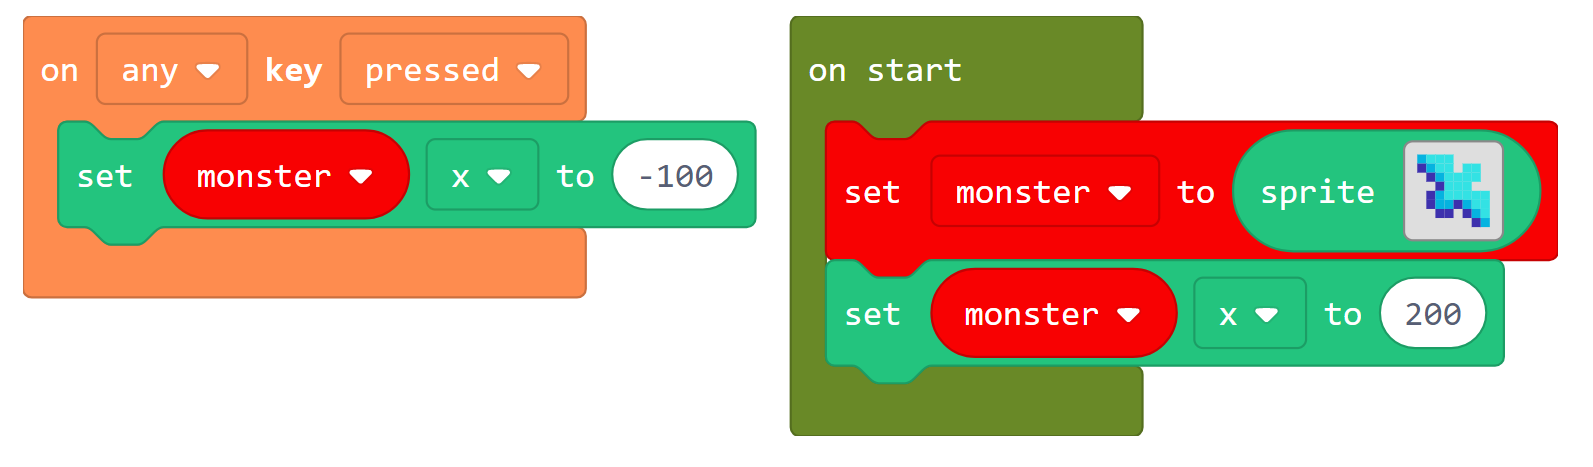 on any key pressed
set monster x to -100
on start
set monster to sprite
set monster x to 200